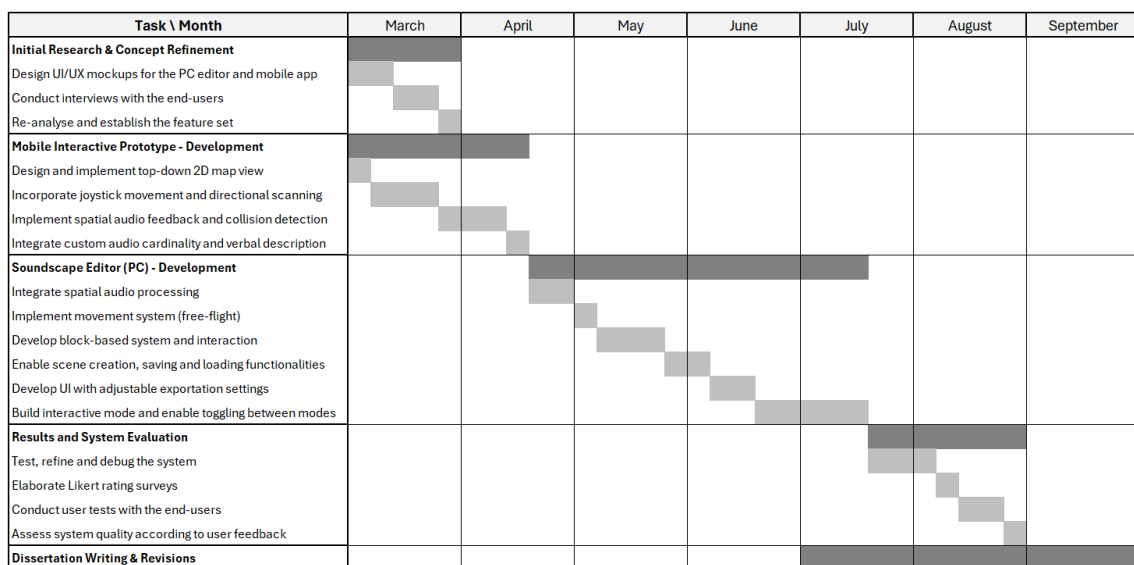 Task \ Month March April May June July August September
Initial Research & Concept Refinement
Design UI/UX mockups for the PC editor and mobile app
Conduct interviews with the end-users
Re-analyse and establish the feature set
Mobile Interactive Prototype - Development
Design and implement top-down 2D map view
Incorporate joystick movement and directional scanning
Implement spatial audio feedback and collision detection
Integrate custom audio cardinality and verbal description
Soundscape Editor (PC) - Development
Integrate spatial audio processing
Implement movement system (free-flight)
Develop block-based system and interaction
Enable scene creation, saving and loading functionalities
Develop UI with adjustable exportation settings
Build interactive mode and enable toggling between modes
Results and System Evaluation
Test, refine and debug the system
Elaborate Likert rating surveys
Conduct user tests with the end-users
Assess system quality according to user feedback
Dissertation Writing & Revisions